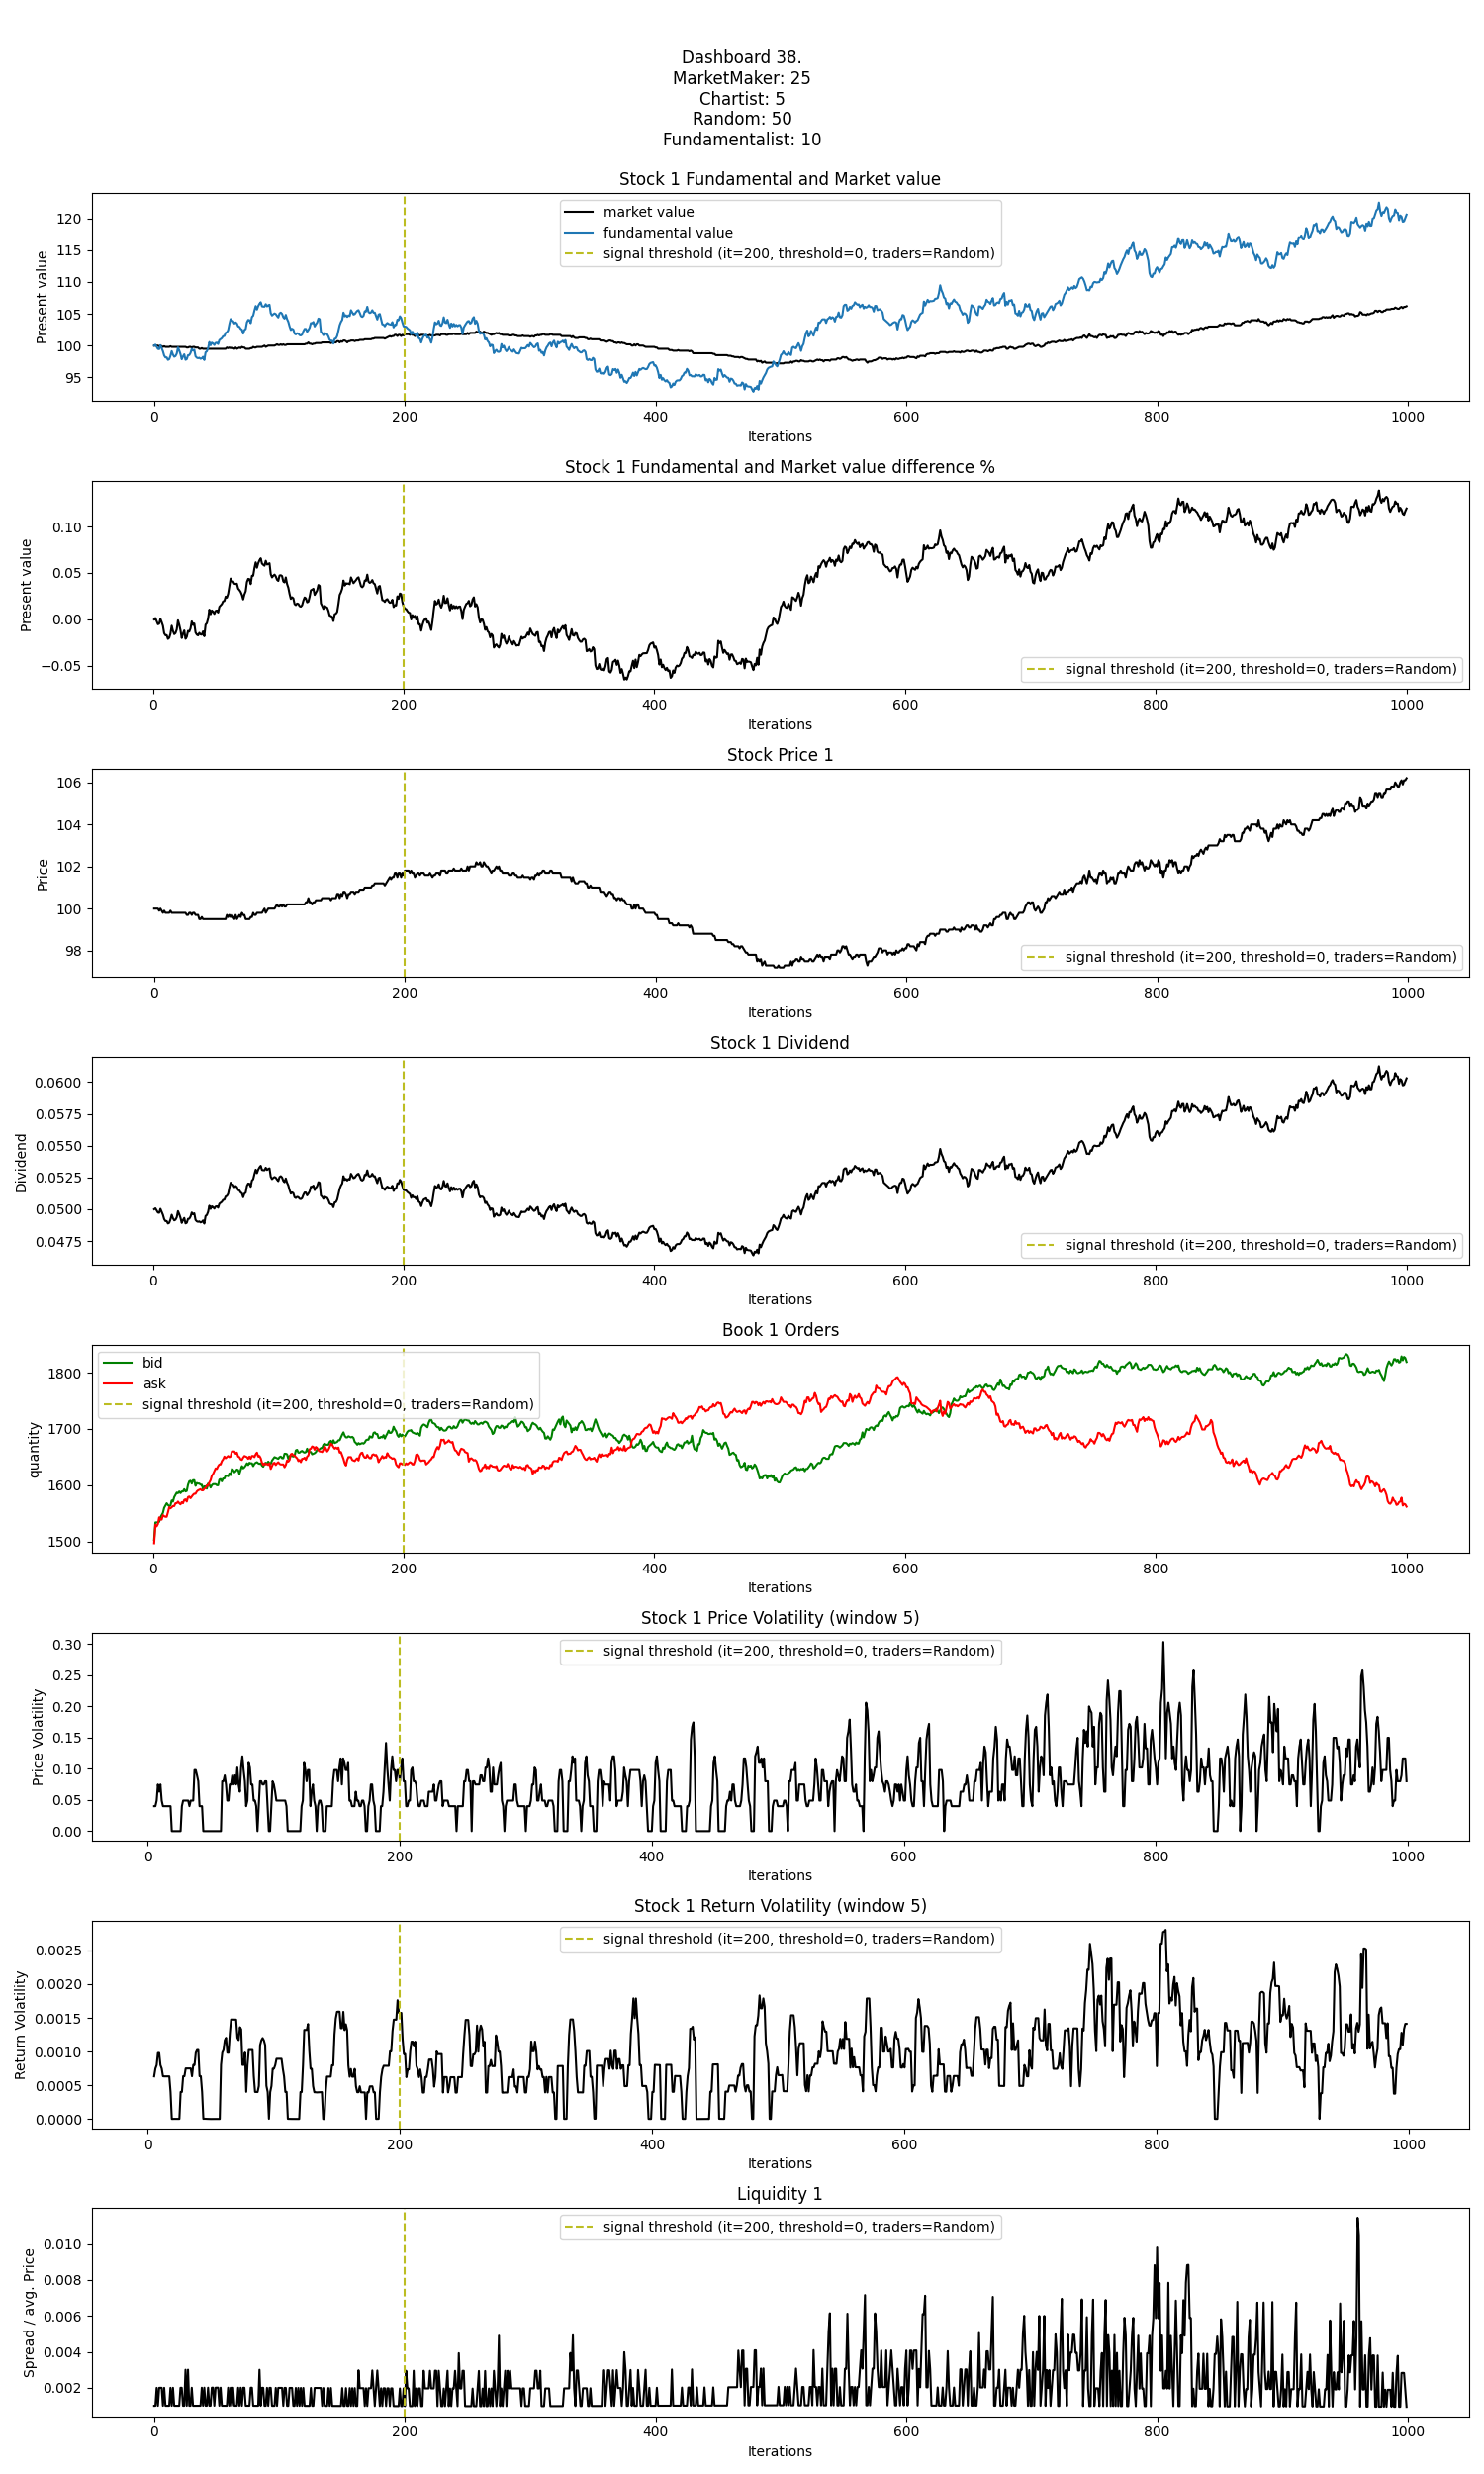 Dashboard 38.
MarketMaker: 25
Chartist: 5
Random: 50
Fundamentalist: 10
Stock 1 Fundamental and Market value
Present value
120
115
110
105
100
95
market value
fundamental value
signal threshold (it=200, threshold=0, traders=Random)
0 200 400 600 800 1000
Iterations
Stock 1 Fundamental and Market value difference %
Present value
0.10
0.05
0.00
−0.05
signal threshold (it=200, threshold=0, traders=Random)
0 200 400 600 800 1000
Iterations
Stock Price 1
Price
106
104
102
100
98
signal threshold (it=200, threshold=0, traders=Random)
0 200 400 600 800 1000
Iterations
Stock 1 Dividend
Dividend
0.0600
0.0575
0.0550
0.0525
0.0500
0.0475
signal threshold (it=200, threshold=0, traders=Random)
0 200 400 600 800 1000
Iterations
Book 1 Orders
quantity
1800
1700
1600
1500
bid
ask
signal threshold (it=200, threshold=0, traders=Random)
0 200 400 600 800 1000
Iterations
Stock 1 Price Volatility (window 5)
Price Volatility
0.30
0.25
0.20
0.15
0.10
0.05
0.00
signal threshold (it=200, threshold=0, traders=Random)
0 200 400 600 800 1000
Iterations
Stock 1 Return Volatility (window 5)
Return Volatility
0.0025
0.0020
0.0015
0.0010
0.0005
0.0000
signal threshold (it=200, threshold=0, traders=Random)
0 200 400 600 800 1000
Iterations
Liquidity 1
Spread / avg. Price
0.010
0.008
0.006
0.004
0.002
signal threshold (it=200, threshold=0, traders=Random)
0 200 400 600 800 1000
Iterations